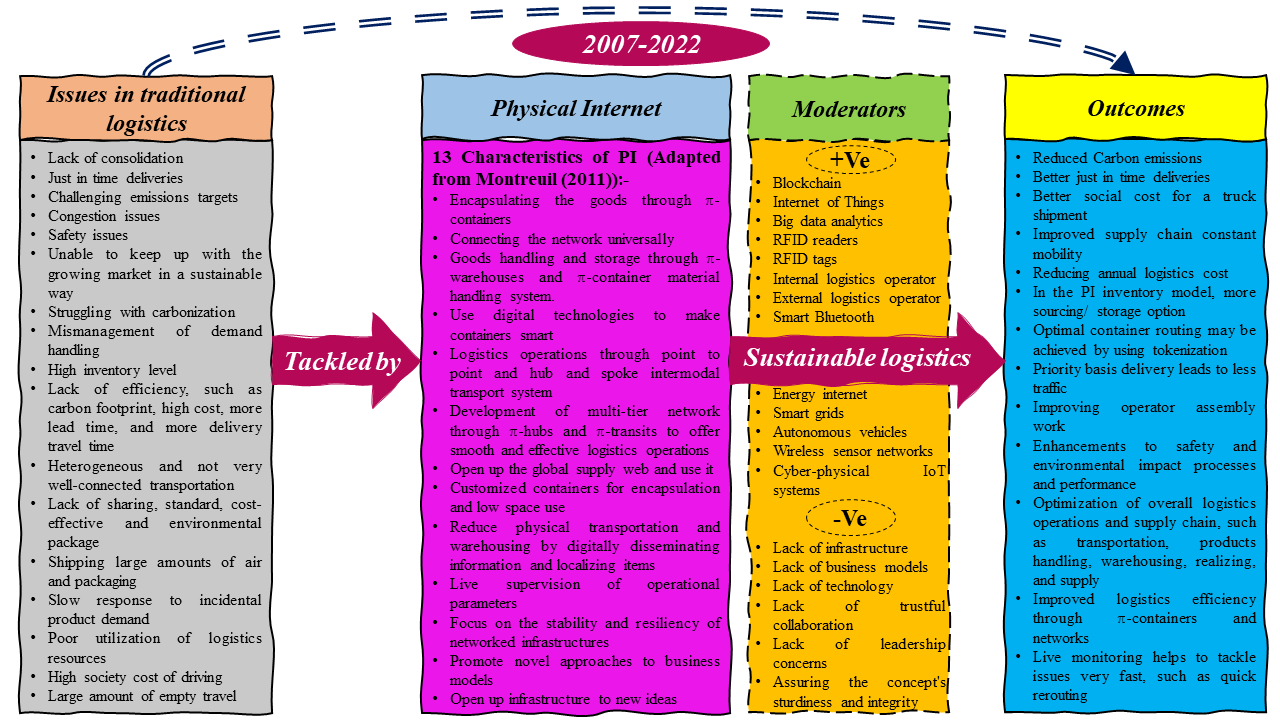 2007-2022
Issues in traditional
logistics
• Lack of consolidation
• Just in time deliveries
• Challenging emissions targets
• Congestion issues
• Safety issues
• Unable to keep up with the
growing market in a sustainable
way
• Struggling with carbonization
• Mismanagement of demand
handling
• High inventory level
• Lack of efficiency, such as
carbon footprint, high cost, more
lead time, and more delivery
travel time
• Heterogeneous and not very
well-connected transportation
• Lack of sharing, standard, cost-
effective and environmental
package
• Shipping large amounts of air
and packaging
• Slow response to incidental
product demand
• Poor utilization of logistics
resources
• High society cost of driving
• Large amount of empty travel
Tackled by
Physical Internet
13 Characteristics of PI (Adapted
from Montreuil (2011)):-
• Encapsulating the goods through π-
containers
• Connecting the network universally
• Goods handling and storage through π-
warehouses and π-container material
handling system.
• Use digital technologies to make
containers smart
• Logistics operations through point to
point and hub and spoke intermodal
transport system
• Development of multi-tier network
through π-hubs and π-transits to offer
smooth and effective logistics operations
• Open up the global supply web and use it
• Customized containers for encapsulation
and low space use
• Reduce physical transportation and
warehousing by digitally disseminating
information and localizing items
• Live supervision of operational
parameters
• Focus on the stability and resiliency of
networked infrastructures
• Promote novel approaches to business
models
• Open up infrastructure to new ideas
Moderators
+Ve
• Blockchain
• Internet of Things
• Big data analytics
• RFID readers
• RFID tags
• Internal logistics operator
• External logistics operator
• Smart Bluetooth
Sustainable logistics
• Energy internet
• Smart grids
• Autonomous vehicles
• Wireless sensor networks
• Cyber-physical IoT
systems
-Ve
• Lack of infrastructure
• Lack of business models
• Lack of technology
• Lack of trustful
collaboration
• Lack of leadership
concerns
• Assuring the concept's
sturdiness and integrity
Outcomes
• Reduced Carbon emissions
• Better just in time deliveries
• Better social cost for a truck
shipment
• Improved supply chain constant
mobility
• Reducing annual logistics cost
• In the PI inventory model, more
sourcing/ storage option
• Optimal container routing may be
achieved by using tokenization
• Priority basis delivery leads to less
traffic
• Improving operator assembly
work
• Enhancements to safety and
environmental impact processes
and performance
• Optimization of overall logistics
operations and supply chain, such
as transportation, products
handling, warehousing, realizing,
and supply
• Improved logistics efficiency
through π-containers and
networks
• Live monitoring helps to tackle
issues very fast, such as quick
rerouting